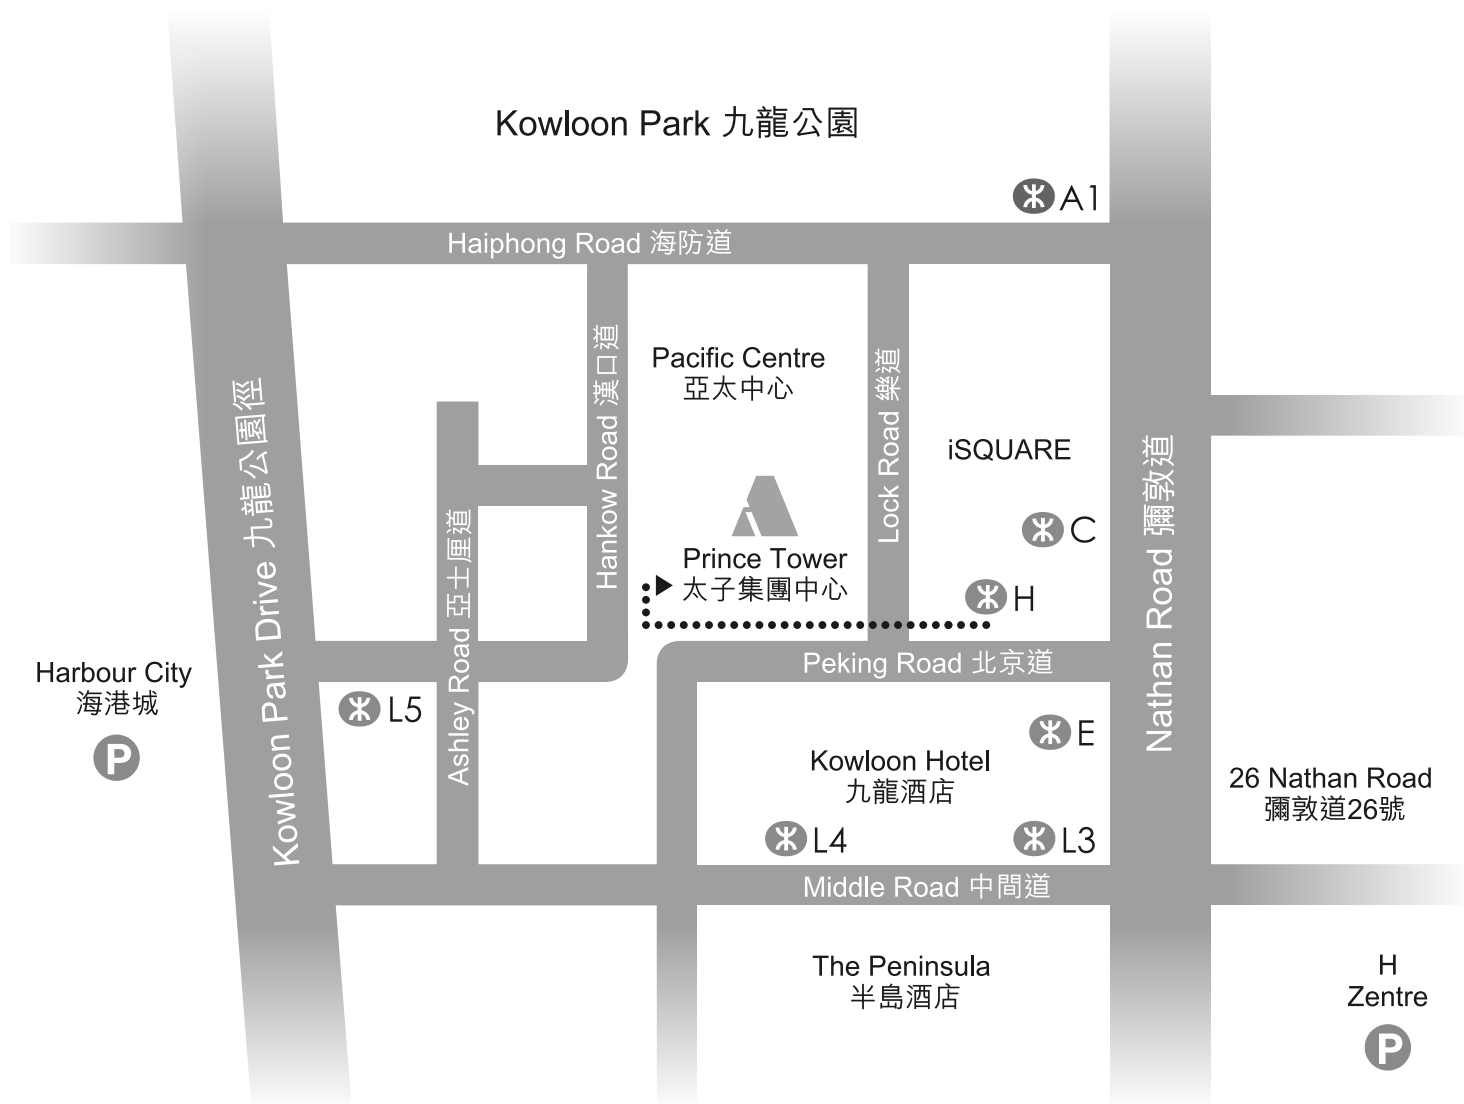 Kowloon Park 九龍公園
A1
Haiphong Road 海防道
Hankow Road 漢口道
Pacific Centre
亞太中心
Lock Road 樂道
Kowloon Park Drive 九龍公園徑
iSQUARE
Nathan Road 彌敦道
C
Ashley Road 亞士厘道
Prince Tower
太子集團中心
H
Peking Road 北京道
Harbour City
海港城
P
L5
E
Kowloon Hotel
九龍酒店
26 Nathan Road
彌敦道26號
L4
L3
Middle Road 中間道
The Peninsula
半島酒店
H
Zentre
P